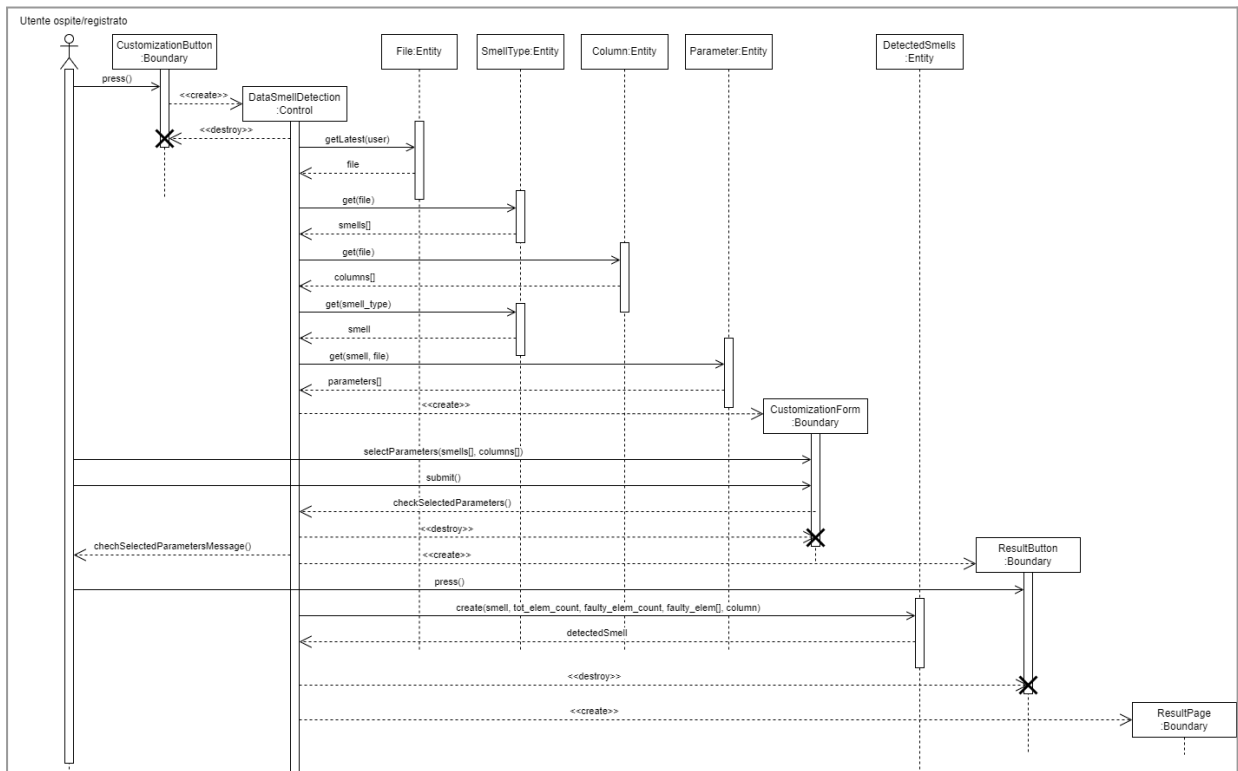 Utente ospite/registrato
CustomizationButton
:Boundary
File:Entity
SmellType:Entity
Column:Entity
Parameter:Entity
DetectedSmells
:Entity
press()
<<create>>
DataSmellDetection
:Control
<<destroy>>
getLatest(user)
file
get(file)
smells[]
get(file)
columns[]
get(smell_type)
smell
get(smell, file)
parameters[]
<<create>>
CustomizationForm
:Boundary
selectParameters(smells[], columns[])
submit()
checkSelectedParameters()
<<destroy>>
chechSelectedParametersMessage()
<<create>>
ResultButton
:Boundary
press()
create(smell, tot_elem_count, faulty_elem_count, faulty_elem[], column)
detectedSmell
<<destroy>>
<<create>>
ResultPage
:Boundary